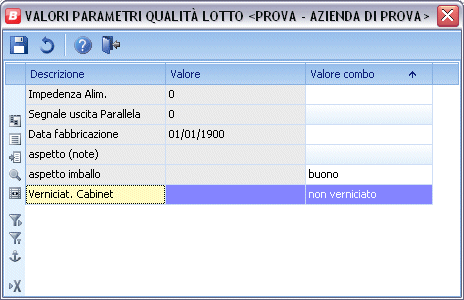 B VALORI PARAMETRI QUALITÀ LOTTO <PROVA - AZIENDA DI PROVA>
Descrizione Valore Valore combo
Impedenza Alim. 0
Segnale uscita Parallela 0
Data fabbricazione 01/01/1900
aspetto (note)
aspetto imballo buono
Verniciat. Cabinet non verniciato